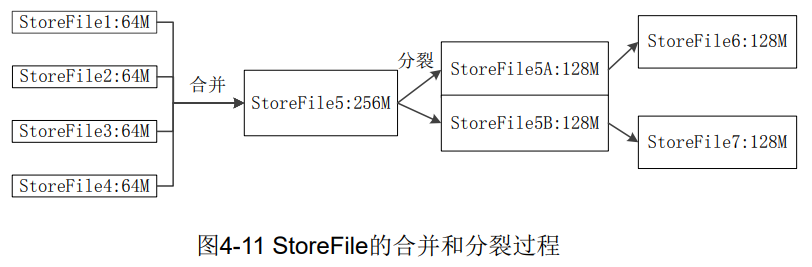 StoreFile1:64M
StoreFile2:64M
StoreFile3:64M
StoreFile4:64M
合并
StoreFile5:256M
分裂
StoreFile5A:128M
StoreFile5B:128M
StoreFile6:128M
StoreFile7:128M
图4-11 StoreFile的合并和分裂过程